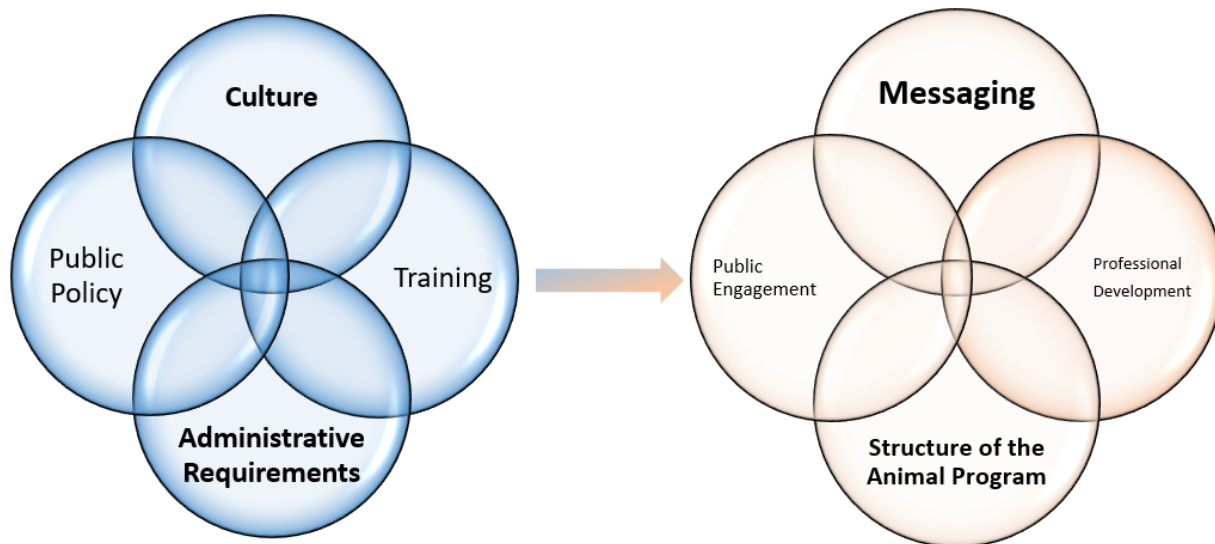 Culture
Public
Policy
Training
Administrative
Requirements
Messaging
Public
Engagement
Professional
Development
Structure of the
Animal Program